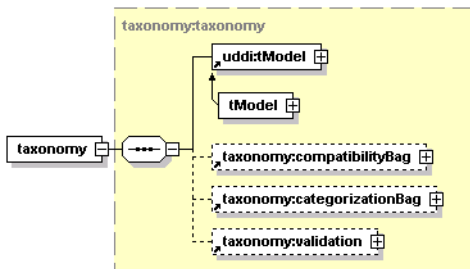 taxonomy:taxonomy
uddi:tModel
tModel
taxonomy
taxonomy:compatibilityBag
taxonomy:categorizationBag
taxonomy:validation